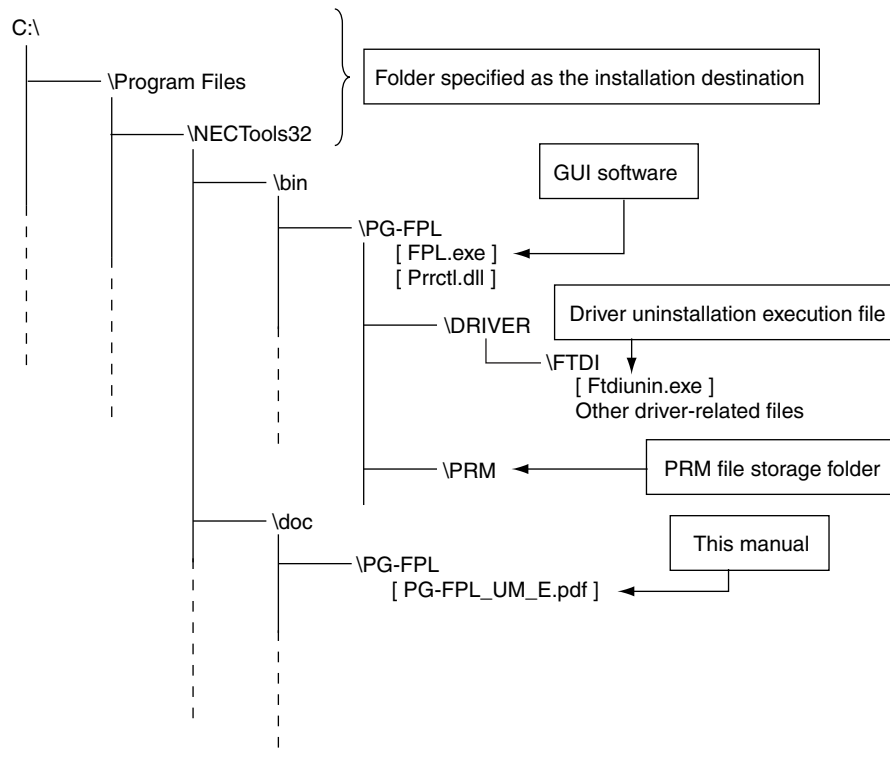 C:\
\Program Files
Folder specified as the installation destination
\NECTools32
\bin
GUI software
\PG-FPL
[ FPL.exe ]
[ Prrctl.dll ]
\DRIVER
Driver uninstallation execution file
\FTDI
[ Ftdiunin.exe ]
Other driver-related files
\PRM
PRM file storage folder
\doc
This manual
\PG-FPL
[ PG-FPL_UM_E.pdf ]